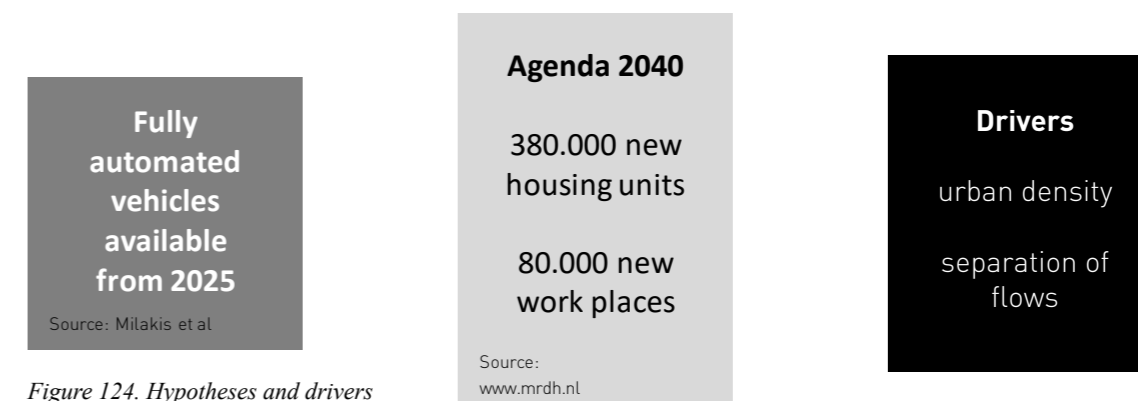 Fully
automated
vehicles
available
from 2025
Source: Milakis et al
Figure 124. Hypotheses and drivers
Agenda 2040
380.000 new
housing units
80.000 new
work places
Source:
www.mrdh.nl
Drivers
urban density
separation of
flows